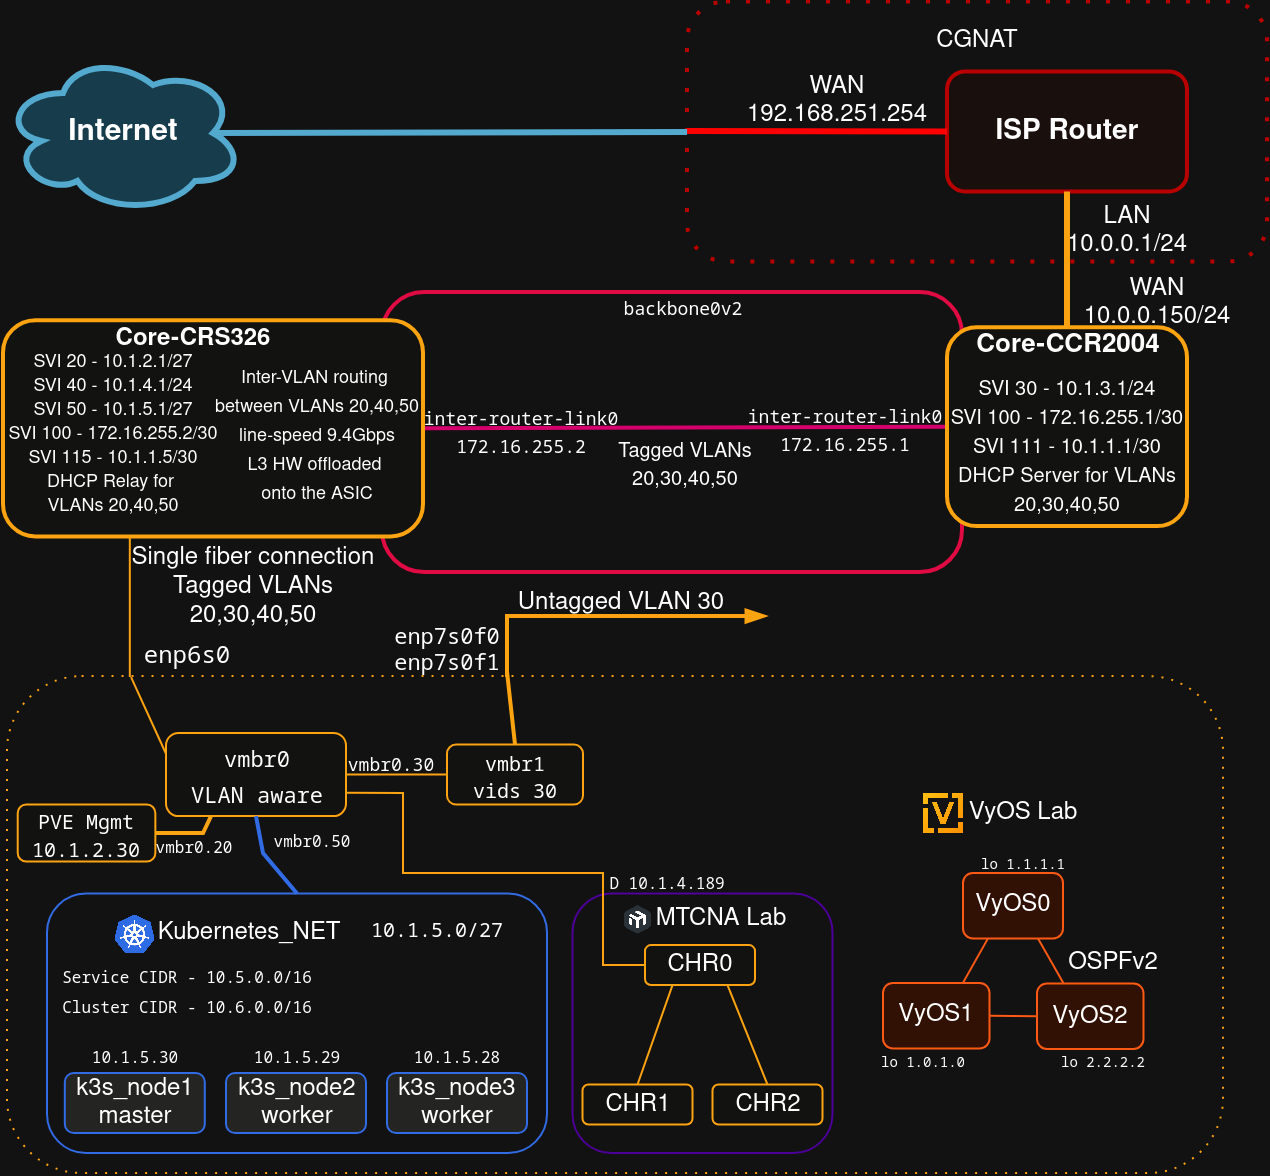 CGNAT
WAN
192.168.251.254
Internet
ISP Router
LAN
10.0.0.1/24
WAN
10.0.0.150/24
backbone0v2
Core-CRS326
SVI 20 - 10.1.2.1/27
SVI 40 - 10.1.4.1/24
SVI 50 - 10.1.5.1/27
SVI 100 - 172.16.255.2/30
SVI 115 - 10.1.1.5/30
DHCP Relay for
VLANs 20,40,50
Inter-VLAN routing
between VLANs 20,40,50
line-speed 9.4Gbps
L3 HW offloaded
onto the ASIC
inter-router-link0
172.16.255.2
Tagged VLANs
20,30,40,50
inter-router-link0
172.16.255.1
Core-CCR2004
SVI 30 - 10.1.3.1/24
SVI 100 - 172.16.255.1/30
SVI 111 - 10.1.1.1/30
DHCP Server for VLANs
20,30,40,50
Single fiber connection
Tagged VLANs
20,30,40,50
enp6s0
Untagged VLAN 30
enp7s0f0
enp7s0f1
vmbr0
VLAN aware
vmbr0.30
vmbr1
vids 30
PVE Mgmt
10.1.2.30
vmbr0.20
vmbr0.50
Kubernetes_NET
10.1.5.0/27
Service CIDR - 10.5.0.0/16
Cluster CIDR - 10.6.0.0/16
10.1.5.30
k3s_node1
master
10.1.5.29
k3s_node2
worker
10.1.5.28
k3s_node3
worker
D 10.1.4.189
MTCNA Lab
CHR0
CHR1
CHR2
VyOS Lab
lo 1.1.1.1
VyOS0
OSPFv2
VyOS1
VyOS2
lo 1.0.1.0
lo 2.2.2.2